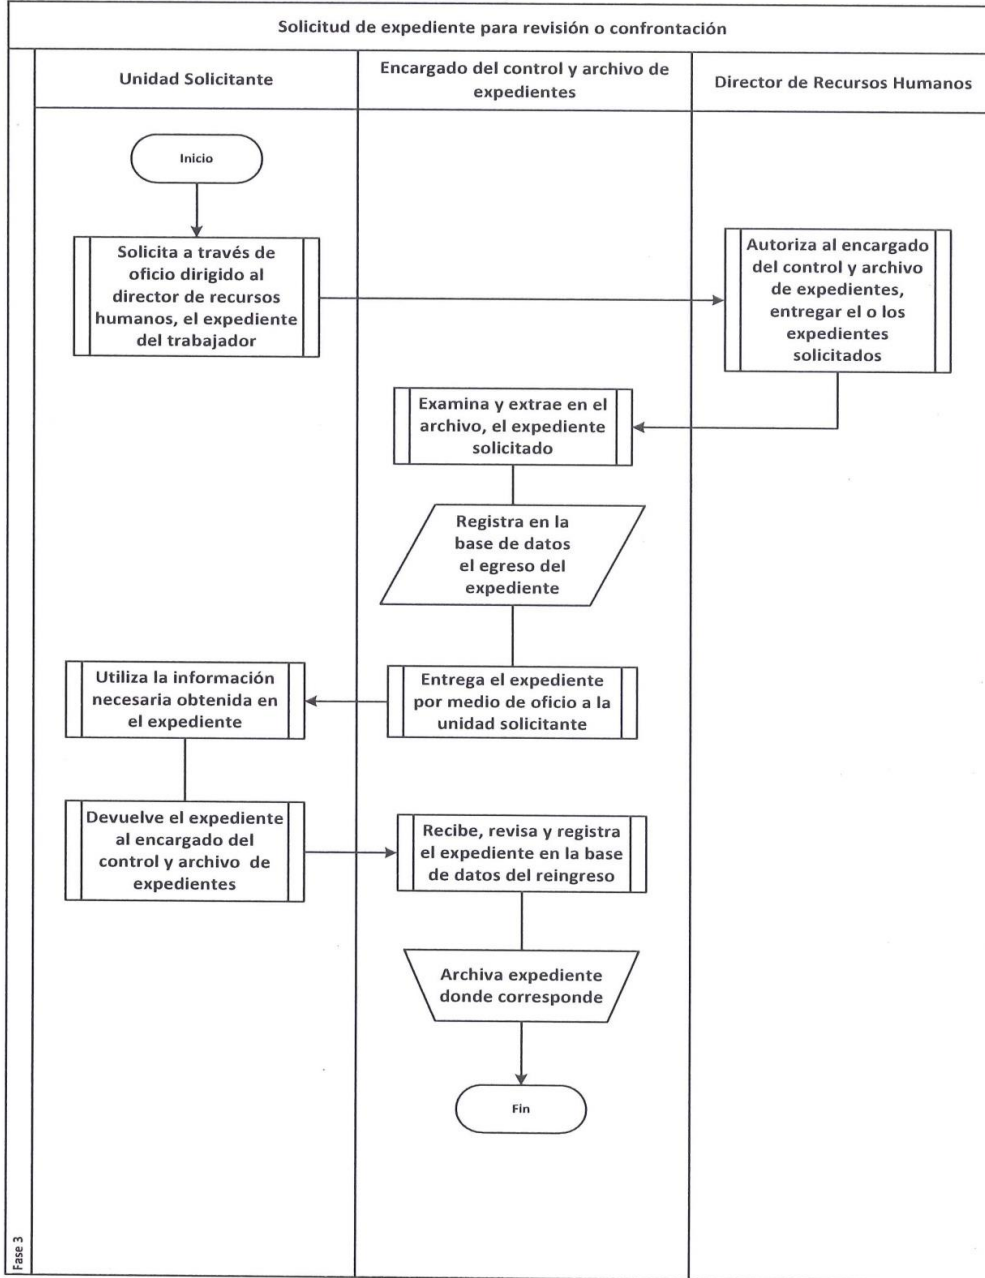 Solicitud de expediente para revisión o confrontación
Unidad Solicitante
Encargado del control y archivo de
expedientes
Director de Recursos Humanos
Inicio
Solicita a través de
oficio dirigido al
director de recursos
humanos, el expediente
del trabajador
Autoriza al encargado
del control y archivo
de expedientes,
entregar el o los
expedientes
solicitados
Examina y extrae en el
archivo, el expediente
solicitado
Registra en la
base de datos
el egreso del
expediente
Entrega el expediente
por medio de oficio a la
unidad solicitante
Utiliza la información
necesaria obtenida en
el expediente
Devuelve el expediente
al encargado del
control y archivo de
expedientes
Recibe, revisa y registra
el expediente en la base
de datos del reingreso
Archiva expediente
donde corresponde
Fin
Fase 3